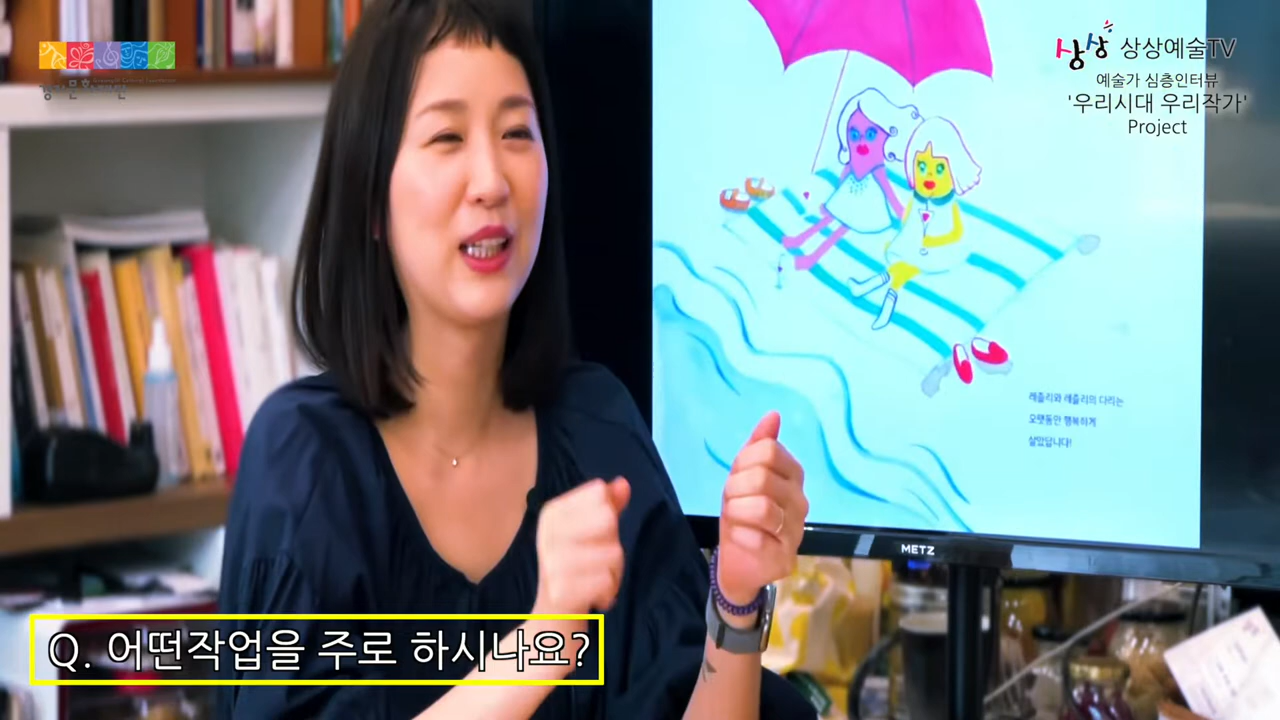 상상 상상예술TV
예술가 심층인터뷰
'우리시대 우리작가'
Project
레즐리와 레즐리의 다리는
오랫동안 행복하게
살았답니다!
METZ
Q. 어떤작업을 주로 하시나요?